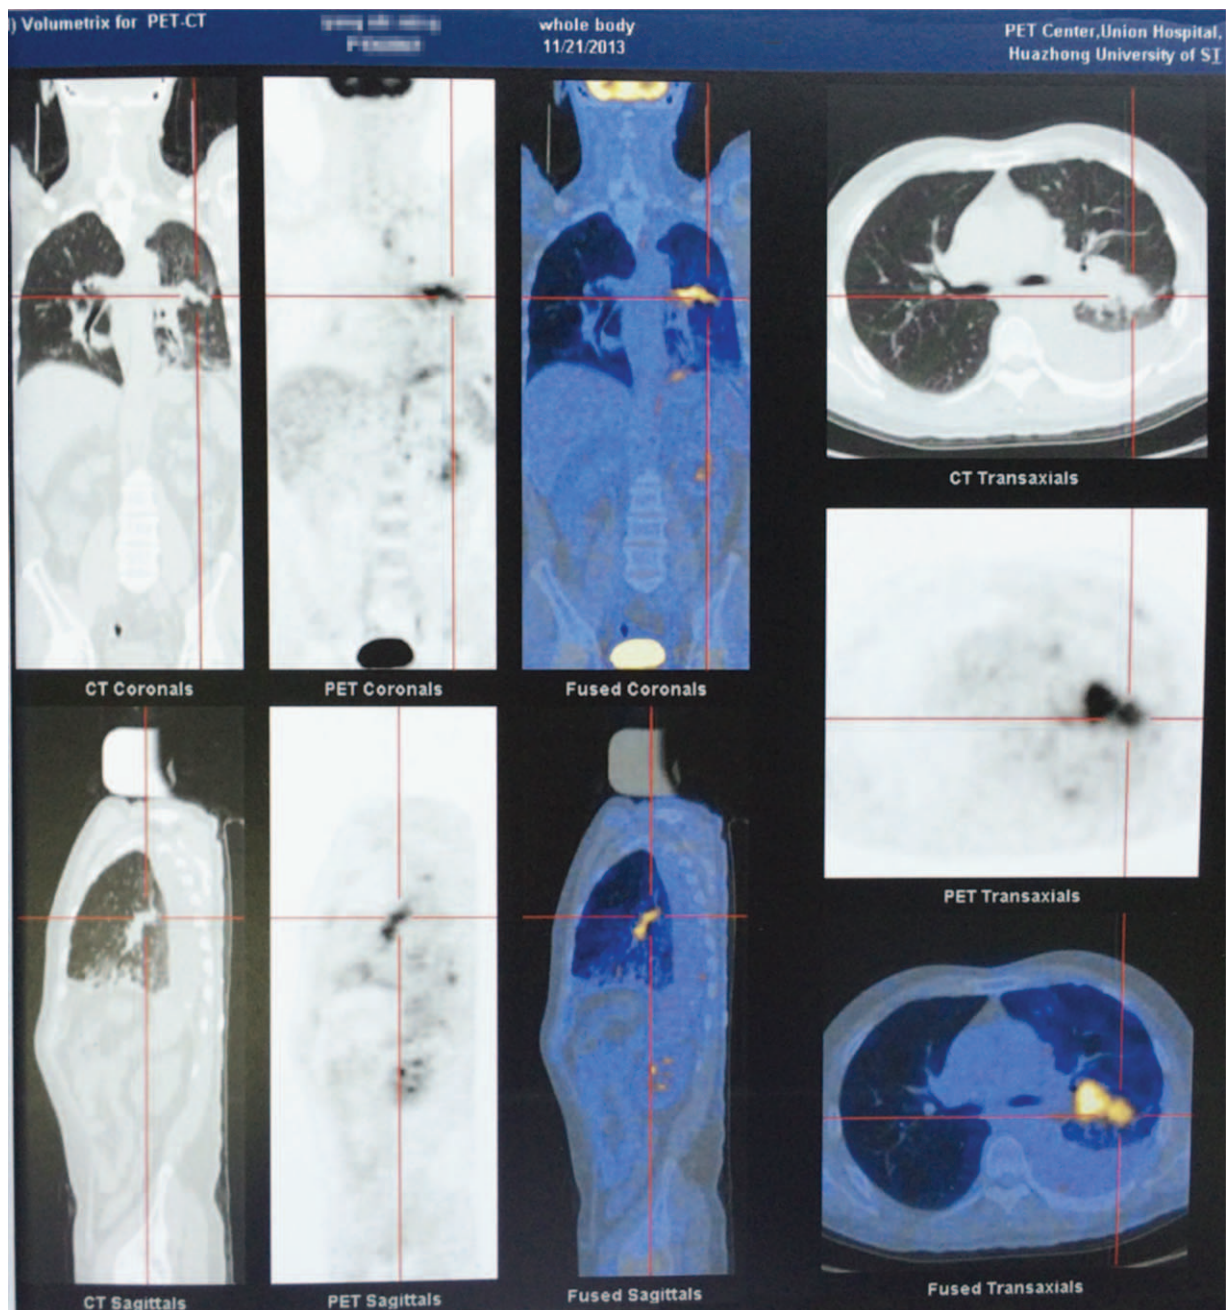 ) Volumetrix for PET-CT
whole body
11/21/2013
PET Center,Union Hospital,
Huazhong University of ST
CT Coronals
PET Coronals
Fused Coronals
CT Transaxials
PET Transaxials
CT Sagittals
PET Sagittals
Fused Sagittals
Fused Transaxials